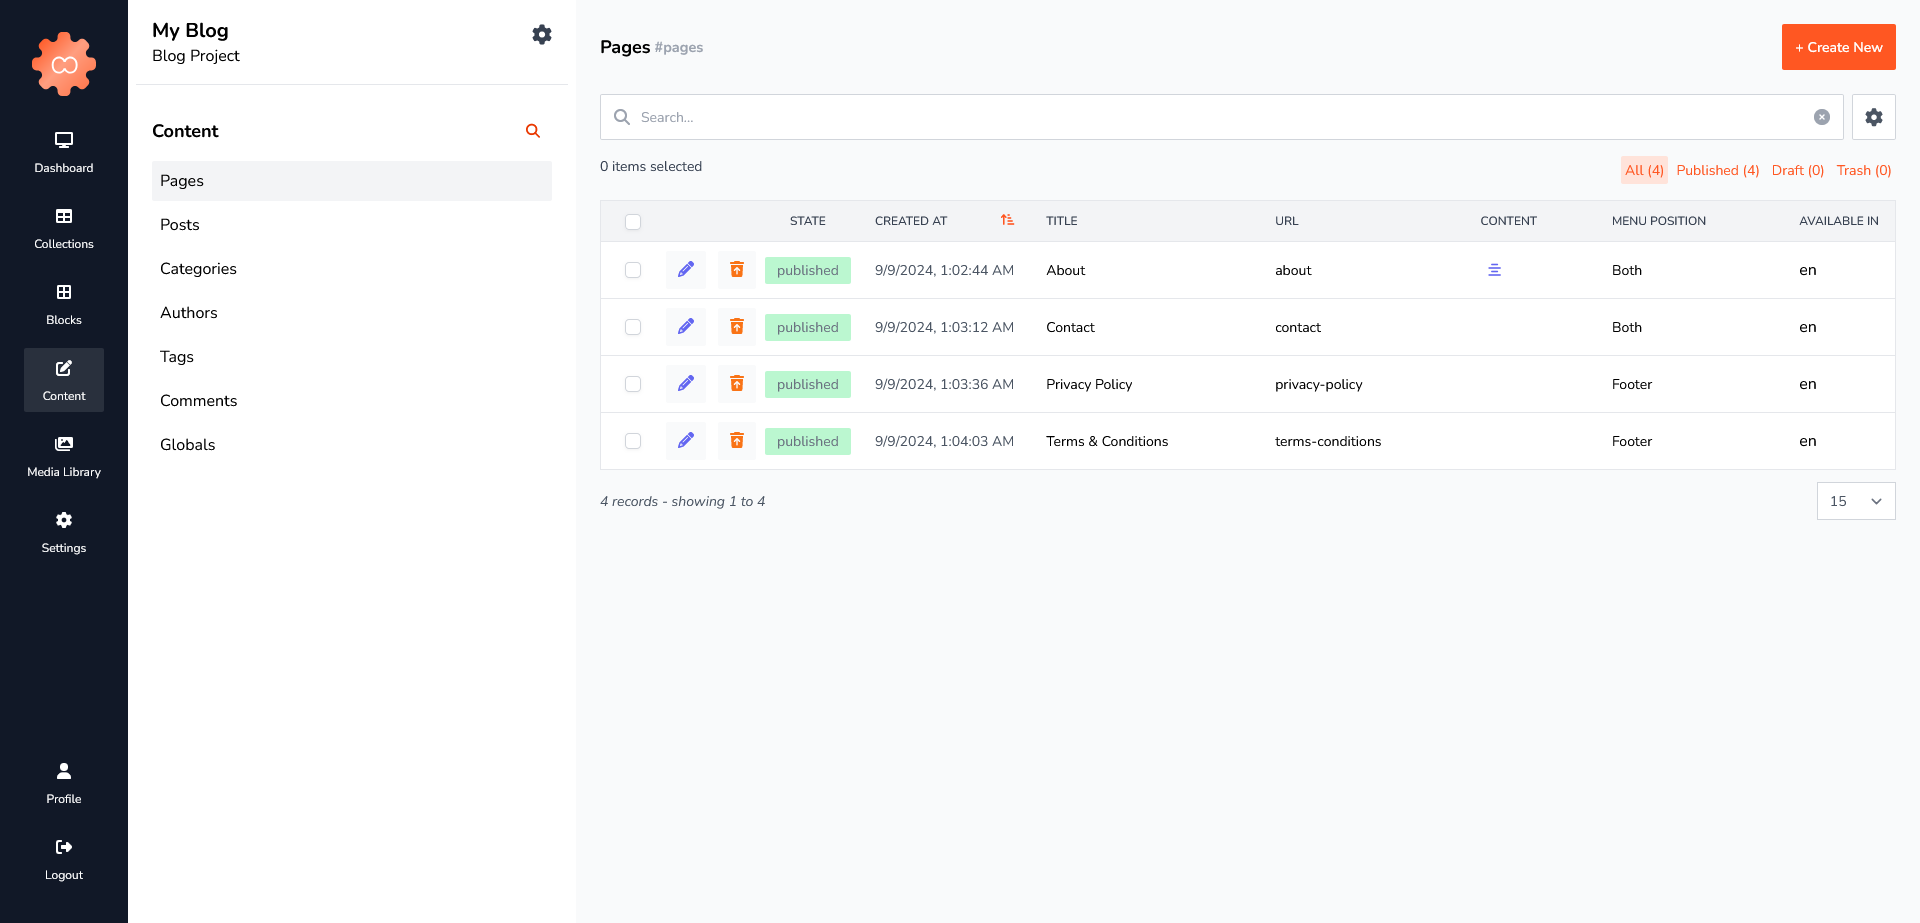 Dashboard
Collections
Blocks
Content
Media Library
Settings
Profile
Logout
My Blog
Blog Project
Content
Pages
Posts
Categories
Authors
Tags
Comments
Globals
Pages #pages
+ Create New
Search...
0 items selected
All (4) Published (4) Draft (0) Trash (0)
STATE CREATED AT TITLE URL CONTENT MENU POSITION AVAILABLE IN
published 9/9/2024, 1:02:44 AM About about Both en
published 9/9/2024, 1:03:12 AM Contact contact Both en
published 9/9/2024, 1:03:36 AM Privacy Policy privacy-policy Footer en
published 9/9/2024, 1:04:03 AM Terms & Conditions terms-conditions Footer en
4 records - showing 1 to 4
15